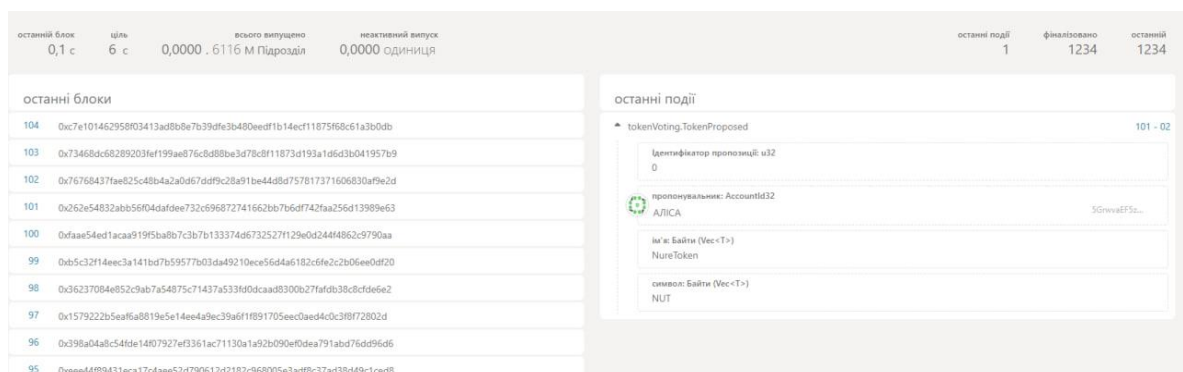 останній блок ціль всього випущено неактивний випуск останні події фіналізовано останній
0,1 с 6 с 0,0000 . 6116 М Підрозділ 0,0000 одиниця 1 1234 1234
останні блоки
104 0xc7e101462958f03413ad8b8e7b39dfe3b480eedf1b14ecf11875f68c61a3b0db
103 0x73468dc68289203fef199ae876c8d88be3d78c8f11873d193a1d6d3b041957b9
102 0x76768437fae825c48b4a2a0d67ddf9c28a91be44d8d757817371606830af9e2d
101 0x262e54832abb56f04dafdee732c696872741662bb7b6df742faa256d13989e63
100 0xfaae54ed1acaa919f5ba8b7c3b7b133374d6732527f129e0d244f4862c9790aa
99 0xb5c32f14eec3a141bd7b59577b03da49210ece56d4a6182c6fe2c2b06ee0df20
98 0x36237084e852c9ab7a54875c71437a533fd0dcaad8300b27fafdb38c8cfde6e2
97 0x1579222b5eaf6a8819e5e14ee4a9ec39a6f1f891705eec0aed4c0c3f8f72802d
96 0x398a04a8c54fde14f07927ef3361ac71130a1a92b090ef0dea791abd76dd96d6
95
останні події
tokenVoting.TokenProposed 101 - 02
Ідентифікатор пропозиції: u32
0
пропонувальник: AccountId32
АЛІСА 5GrwvaEF5z...
ім'я: Байти (Vec<T>)
NureToken
символ: Байти (Vec<T>)
NUT